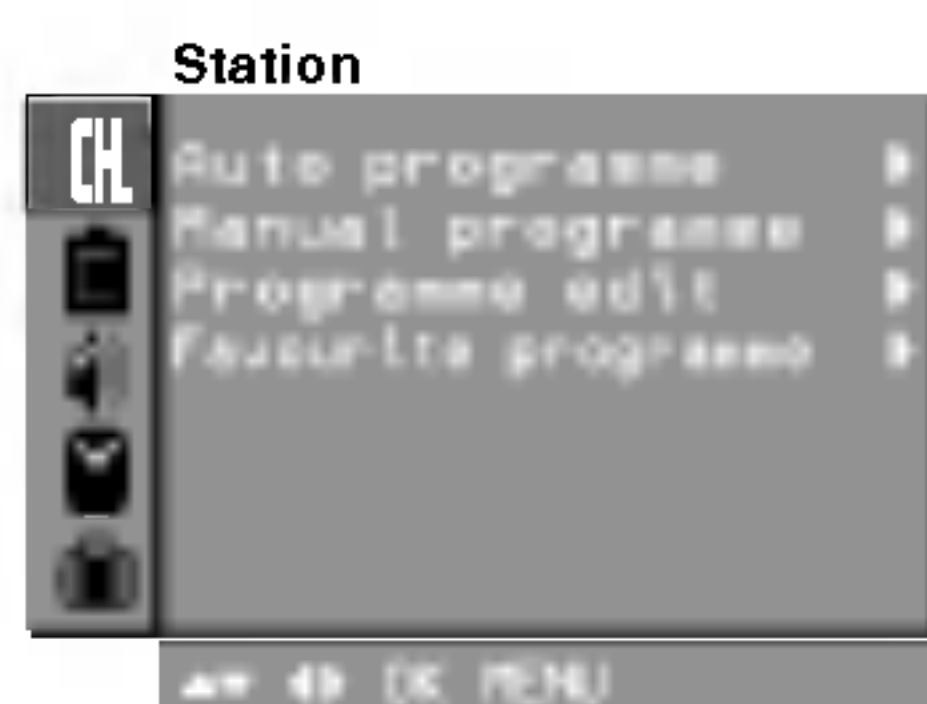 Station
CH
Auto programme
Manual programme
Programme edit
Favourite programme
OK MENU